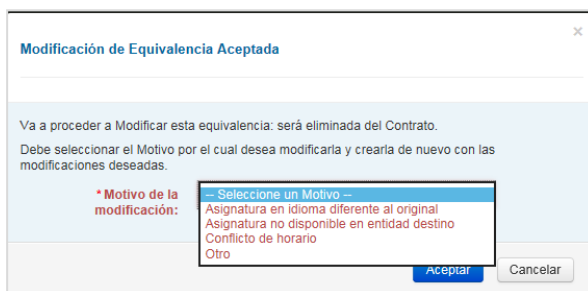 ×
Modificación de Equivalencia Aceptada
Va a proceder a Modificar esta equivalencia: será eliminada del Contrato.
Debe seleccionar el Motivo por el cual desea modificarla y crearla de nuevo con las
modificaciones deseadas.
* Motivo de la
modificación:
-- Seleccione un Motivo --
Asignatura en idioma diferente al original
Asignatura no disponible en entidad destino
Conflicto de horario
Otro
Aceptar Cancelar